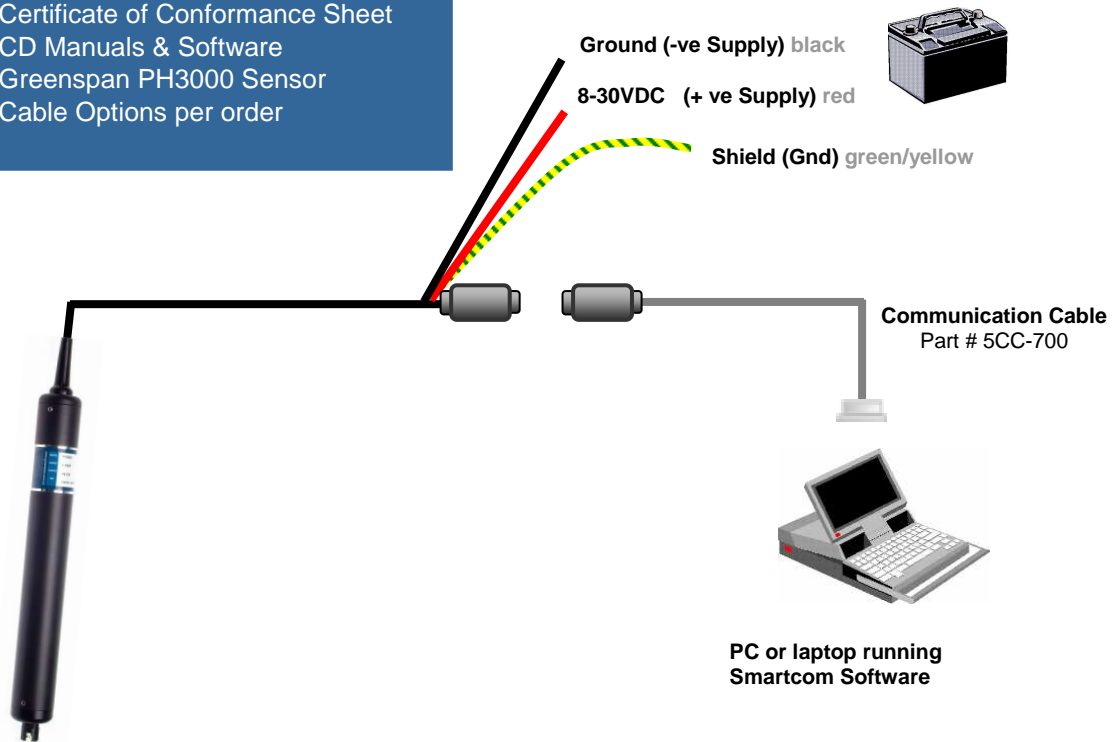 Certificate of Conformance Sheet
CD Manuals & Software
Greenspan PH3000 Sensor
Cable Options per order
Ground (-ve Supply) black
8-30VDC (+ ve Supply) red
Shield (Gnd) green/yellow
Communication Cable
Part # 5CC-700
PC or laptop running
Smartcom Software